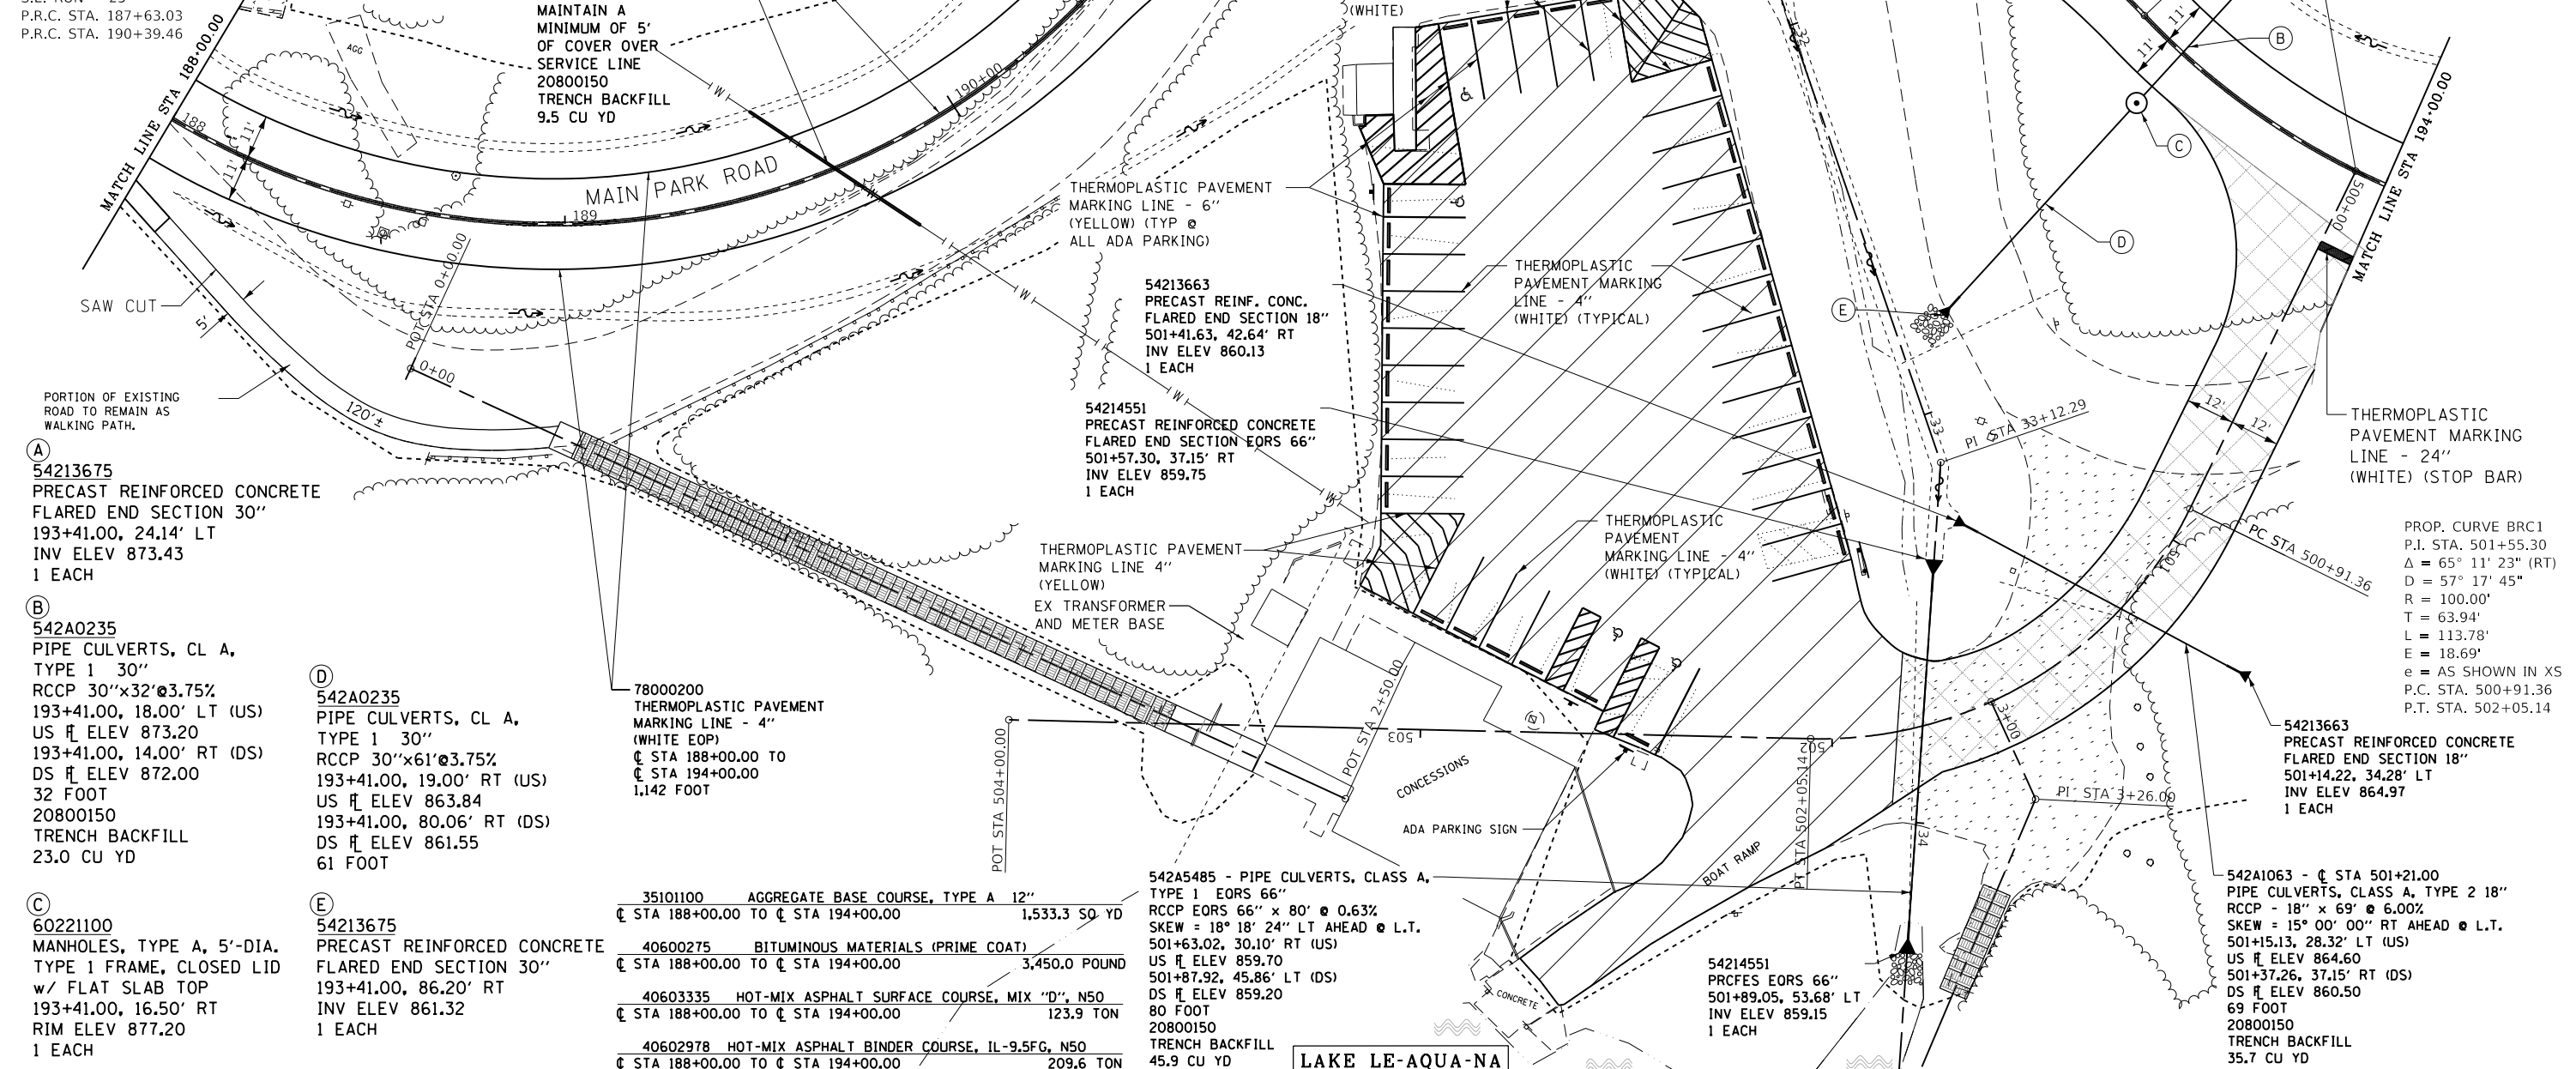 P.R.C. STA. 187+63.03
P.R.C. STA. 190+39.46
MATCH LINE STA 188+00.00
AGG
MAINTAIN A
MINIMUM OF 5'
OF COVER OVER
SERVICE LINE
20800150
TRENCH BACKFILL
9.5 CU YD
W
188
11'
11'
189
190+00
MAIN PARK ROAD
SAW CUT
5'
POT STA 0+00.00
0+00
120'±
PORTION OF EXISTING
ROAD TO REMAIN AS
WALKING PATH.
A
54213675
PRECAST REINFORCED CONCRETE
FLARED END SECTION 30"
193+41.00, 24.14' LT
INV ELEV 873.43
1 EACH
B
542A0235
PIPE CULVERTS, CL A,
TYPE 1 30"
RCCP 30"x32'@3.75%
193+41.00, 18.00' LT (US)
US FL ELEV 873.20
193+41.00, 14.00' RT (DS)
DS FL ELEV 872.00
32 FOOT
20800150
TRENCH BACKFILL
23.0 CU YD
C
60221100
MANHOLES, TYPE A, 5'-DIA.
TYPE 1 FRAME, CLOSED LID
w/ FLAT SLAB TOP
193+41.00, 16.50' RT
RIM ELEV 877.20
1 EACH
D
542A0235
PIPE CULVERTS, CL A,
TYPE 1 30"
RCCP 30"x61'@3.75%
193+41.00, 19.00' RT (US)
US FL ELEV 863.84
193+41.00, 80.06' RT (DS)
DS FL ELEV 861.55
61 FOOT
E
54213675
PRECAST REINFORCED CONCRETE
FLARED END SECTION 30"
193+41.00, 86.20' RT
INV ELEV 861.32
1 EACH
78000200
THERMOPLASTIC PAVEMENT
MARKING LINE - 4"
(WHITE EOP)
℄ STA 188+00.00 TO
℄ STA 194+00.00
1,142 FOOT
35101100 AGGREGATE BASE COURSE, TYPE A 12"
℄ STA 188+00.00 TO ℄ STA 194+00.00 1,533.3 SQ YD
40600275 BITUMINOUS MATERIALS (PRIME COAT)
℄ STA 188+00.00 TO ℄ STA 194+00.00 3,450.0 POUND
40603335 HOT-MIX ASPHALT SURFACE COURSE, MIX "D", N50
℄ STA 188+00.00 TO ℄ STA 194+00.00 123.9 TON
40602978 HOT-MIX ASPHALT BINDER COURSE, IL-9.5FG, N50
℄ STA 188+00.00 TO ℄ STA 194+00.00 209.6 TON
(WHITE)
THERMOPLASTIC PAVEMENT
MARKING LINE - 6"
(YELLOW) (TYP @
ALL ADA PARKING)
W
54213663
PRECAST REINF. CONC.
FLARED END SECTION 18"
501+41.63, 42.64' RT
INV ELEV 860.13
1 EACH
W
54214551
PRECAST REINFORCED CONCRETE
FLARED END SECTION EQRS 66"
501+57.30, 37.15' RT
INV ELEV 859.75
1 EACH
W
THERMOPLASTIC PAVEMENT
MARKING LINE 4"
(YELLOW)
EX TRANSFORMER
AND METER BASE
THERMOPLASTIC
PAVEMENT MARKING
LINE - 4"
(WHITE) (TYPICAL)
THERMOPLASTIC
PAVEMENT
MARKING LINE - 4"
(WHITE) (TYPICAL)
POT STA 504+00.00
503
POT STA 2+50.00
CONCESSIONS
ADA PARKING SIGN
502
PT STA 502+05.14
BOAT RAMP
CONCRETE
542A5485 - PIPE CULVERTS, CLASS A,
TYPE 1 EQRS 66"
RCCP EQRS 66" x 80' @ 0.63%
SKEW = 18° 18' 24" LT AHEAD @ L.T.
501+63.02, 30.10' RT (US)
US FL ELEV 859.70
501+87.92, 45.86' LT (DS)
DS FL ELEV 859.20
80 FOOT
20800150
TRENCH BACKFILL
45.9 CU YD
LAKE LE-AQUA-NA
54214551
PRCFES EQRS 66"
501+89.05, 53.68' LT
INV ELEV 859.15
1 EACH
32
33
34
PI STA 33+12.29
PI STA 3+26.00
3+00
501
PC STA 500+91.36
12'
12'
11'
11'
B
C
D
E
500+00
MATCH LINE STA 194+00.00
THERMOPLASTIC
PAVEMENT MARKING
LINE - 24"
(WHITE) (STOP BAR)
PROP. CURVE BRC1
P.I. STA. 501+55.30
Δ = 65° 11' 23" (RT)
D = 57° 17' 45"
R = 100.00'
T = 63.94'
L = 113.78'
E = 18.69'
e = AS SHOWN IN XS
P.C. STA. 500+91.36
P.T. STA. 502+05.14
54213663
PRECAST REINFORCED CONCRETE
FLARED END SECTION 18"
501+14.22, 34.28' LT
INV ELEV 864.97
1 EACH
542A1063 - ℄ STA 501+21.00
PIPE CULVERTS, CLASS A, TYPE 2 18"
RCCP - 18" x 69' @ 6.00%
SKEW = 15° 00' 00" RT AHEAD @ L.T.
501+15.13, 28.32' LT (US)
US FL ELEV 864.60
501+37.26, 37.15' RT (DS)
DS FL ELEV 860.50
69 FOOT
20800150
TRENCH BACKFILL
35.7 CU YD